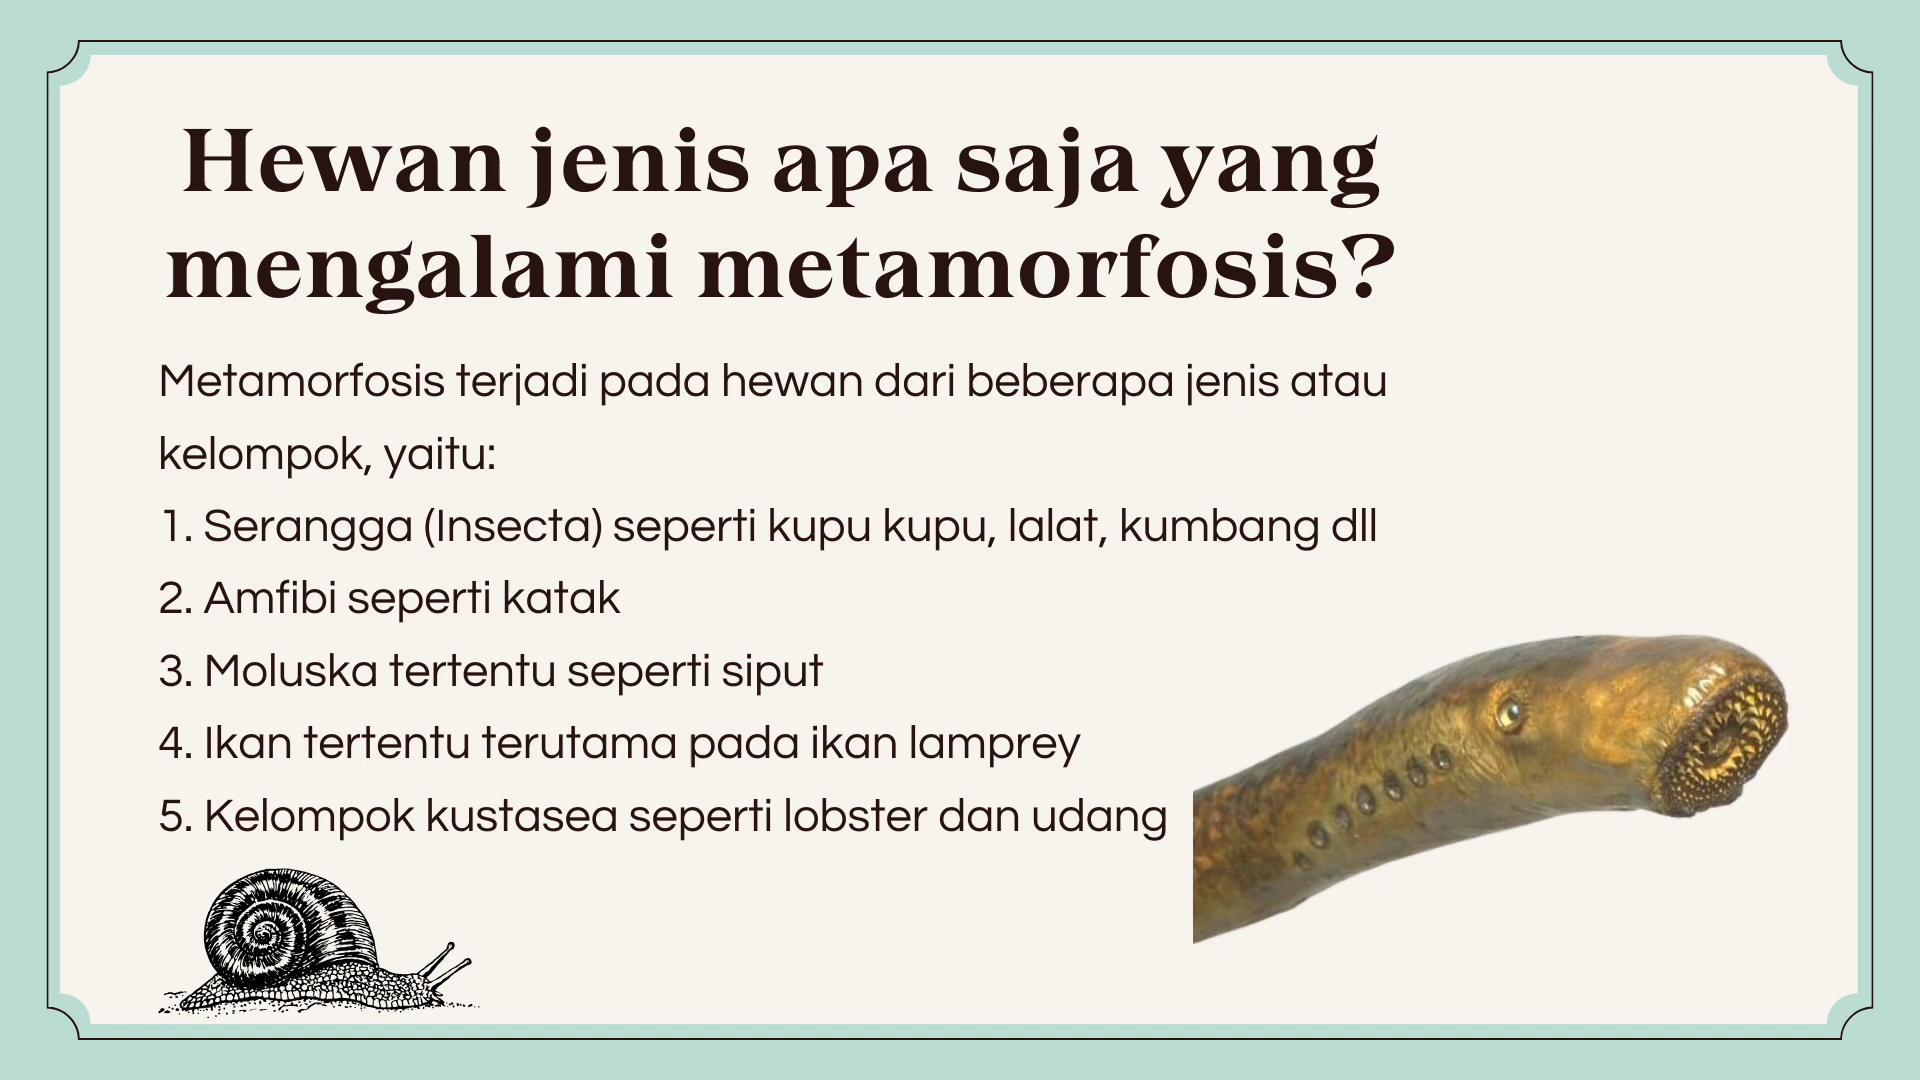 Hewan jenis apa saja yang
mengalami metamorfosis?
Metamorfosis terjadi pada hewan dari beberapa jenis atau
kelompok, yaitu:
1. Serangga (Insecta) seperti kupu kupu, lalat, kumbang dll
2. Amfibi seperti katak
3. Moluska tertentu seperti siput
4. Ikan tertentu terutama pada ikan lamprey
5. Kelompok kustasea seperti lobster dan udang